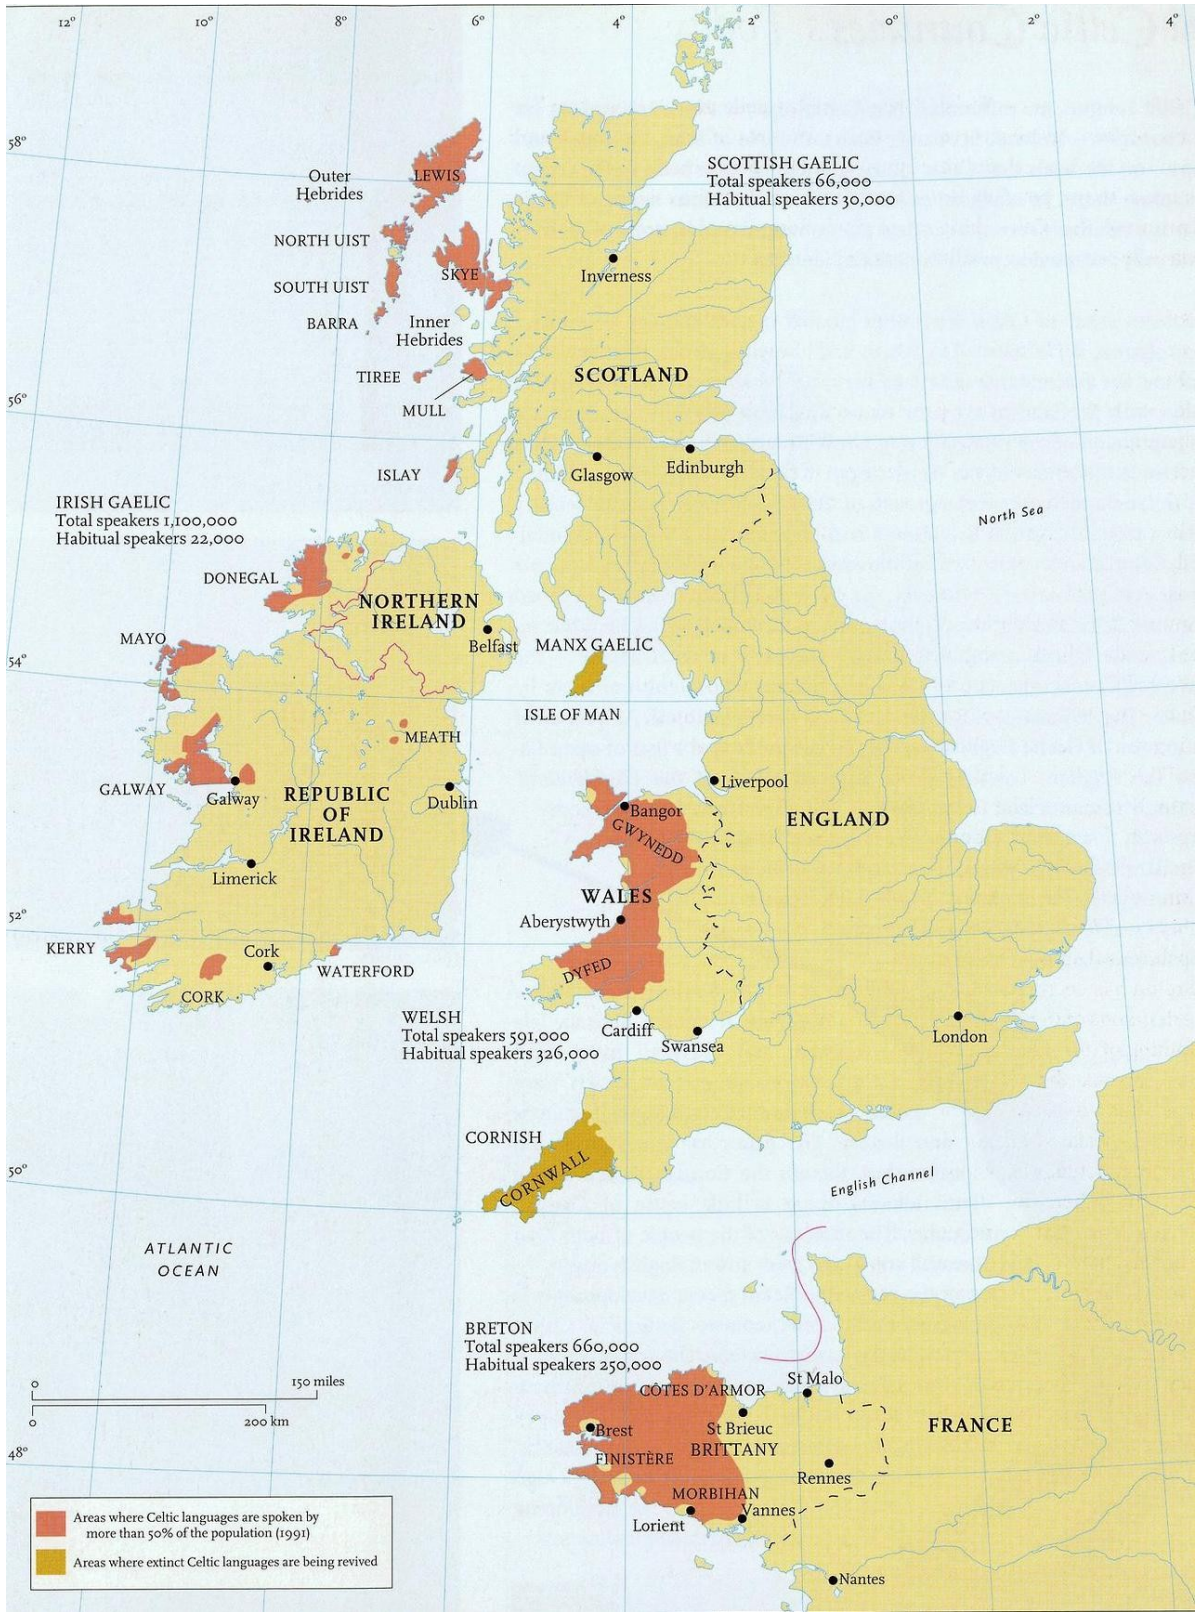 12°
10°
8°
6°
4°
2°
0°
2°
4°
58°
56°
54°
52°
50°
48°
Outer
Hebrides
LEWIS
NORTH UIST
SOUTH UIST
BARRA
SKYE
Inner
Hebrides
TIREE
MULL
ISLAY
SCOTTISH GAELIC
Total speakers 66,000
Habitual speakers 30,000
Inverness
SCOTLAND
Glasgow
Edinburgh
North Sea
IRISH GAELIC
Total speakers 1,100,000
Habitual speakers 22,000
DONEGAL
NORTHERN
IRELAND
Belfast
MAYO
MANX GAELIC
ISLE OF MAN
MEATH
GALWAY
Galway
REPUBLIC
OF
IRELAND
Dublin
Limerick
Liverpool
Bangor
GWYNEDD
ENGLAND
WALES
Aberystwyth
DYFED
KERRY
Cork
CORK
WATERFORD
WELSH
Total speakers 591,000
Habitual speakers 326,000
Cardiff
Swansea
London
CORNISH
CORNWALL
English Channel
ATLANTIC
OCEAN
BRETON
Total speakers 660,000
Habitual speakers 250,000
0 150 miles
0 200 km
CÔTES D'ARMOR
St Malo
St Brieuc
BRITTANY
Brest
FINISTÈRE
FRANCE
Rennes
MORBIHAN
Vannes
Lorient
Nantes
Areas where Celtic languages are spoken by
more than 50% of the population (1991)
Areas where extinct Celtic languages are being revived